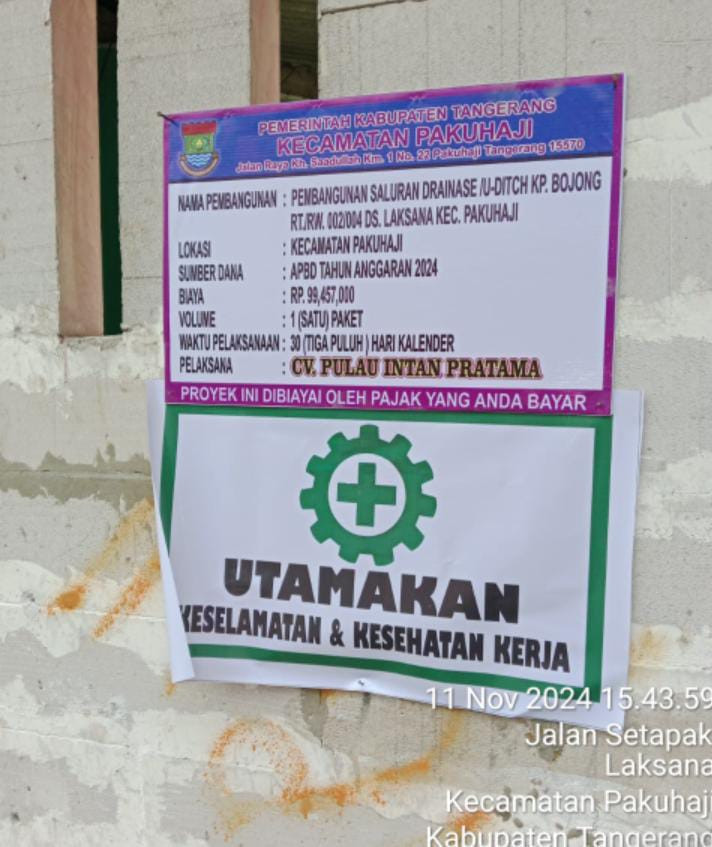 PEMERINTAH KABUPATEN TANGERANG
KECAMATAN PAKUHAJI
Jalan Raya Kh. Saadullah Km. 1 No. 22 Pakuhaji Tangerang 15570
NAMA PEMBANGUNAN : PEMBANGUNAN SALURAN DRAINASE /U-DITCH KP. BOJONG
RT./RW. 002/004 DS. LAKSANA KEC. PAKUHAJI
LOKASI : KECAMATAN PAKUHAJI
SUMBER DANA : APBD TAHUN ANGGARAN 2024
BIAYA : RP. 99,457,000
VOLUME : 1 (SATU) PAKET
WAKTU PELAKSANAAN : 30 (TIGA PULUH ) HARI KALENDER
PELAKSANA : CV. PULAU INTAN PRATAMA
PROYEK INI DIBIAYAI OLEH PAJAK YANG ANDA BAYAR
UTAMAKAN
KESELAMATAN & KESEHATAN KERJA
11 Nov 2024 15.43.59
Jalan Setapak
Laksana
Kecamatan Pakuhaji
Kabupaten Tangerang